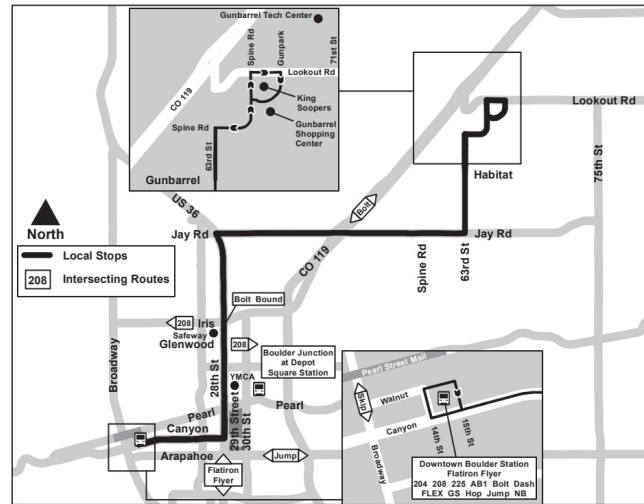 Gunbarrel Tech Center
Spine Rd
Gunpark
71st St
Lookout Rd
CO 119
King
Soopers
Gunbarrel
Shopping
Center
Spine Rd
63rd St
Gunbarrel
Lookout Rd
Habitat
75th St
US 36
North
Local Stops
208 Intersecting Routes
Jay Rd
Bolt
CO 119
Spine Rd
63rd St
Jay Rd
Bolt Bound
208 Iris
Safeway
Glenwood
208
Boulder Junction
at Depot
Square Station
Broadway
28th St
YMCA
29th Street
30th St
Pearl
Pearl
Canyon
Arapahoe
Jump
Flatiron
Flyer
Pearl Street Mall
Skip
Walnut
Canyon
Broadway
14th St
15th St
Downtown Boulder Station
Flatiron Flyer
204 208 225 AB1 Bolt Dash
FLEX GS Hop Jump NB